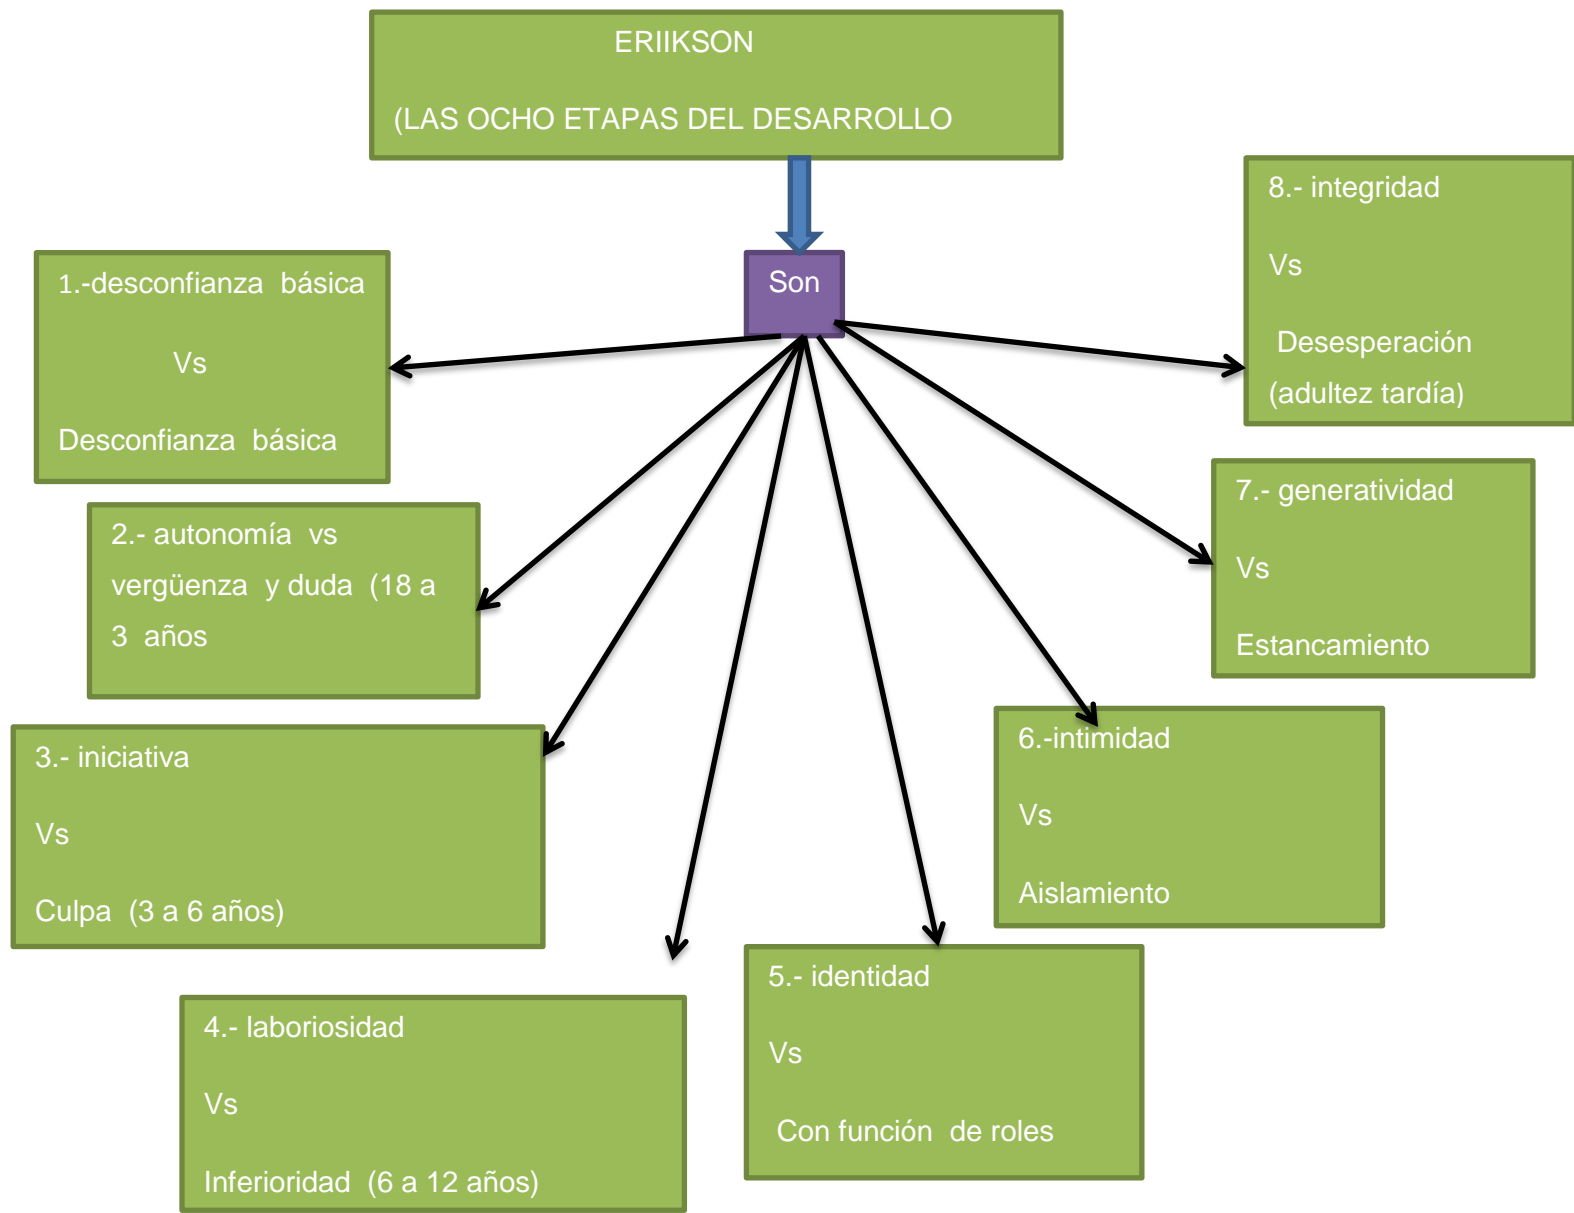 ERIIKSON
(LAS OCHO ETAPAS DEL DESARROLLO
Son
1.-desconfianza básica
Vs
Desconfianza básica
2.- autonomía vs
vergüenza y duda (18 a
3 años
3.- iniciativa
Vs
Culpa (3 a 6 años)
4.- laboriosidad
Vs
Inferioridad (6 a 12 años)
5.- identidad
Vs
Con función de roles
6.-intimidad
Vs
Aislamiento
7.- generatividad
Vs
Estancamiento
8.- integridad
Vs
Desesperación
(adultez tardía)